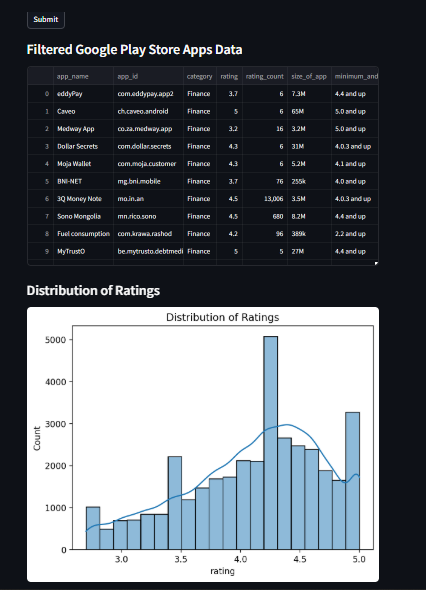 Submit
Filtered Google Play Store Apps Data
app_name app_id category rating rating_count size_of_app minimum_and
0 eddyPay com.eddypay.app2 Finance 3.7 6 7.3M 4.4 and up
1 Caveo ch.caveo.android Finance 5 6 65M 5.0 and up
2 Medway App co.za.medway.app Finance 3.2 16 3.2M 5.0 and up
3 Dollar Secrets com.dollar.secrets Finance 4.3 6 31M 4.0.3 and up
4 Moja Wallet com.moja.customer Finance 4.3 6 5.2M 4.1 and up
5 BNI-NET mg.bni.mobile Finance 3.7 76 255k 4.0 and up
6 3Q Money Note mo.in.an Finance 4.5 13,006 3.5M 4.0.3 and up
7 Sono Mongolia mn.rico.sono Finance 4.5 680 8.2M 4.4 and up
8 Fuel consumption com.krawa.rashod Finance 4.2 96 389k 2.2 and up
9 MyTrustO be.mytrusto.debtmedi Finance 5 5 27M 4.4 and up
Distribution of Ratings
Distribution of Ratings
5000
4000
3000
2000
1000
0
Count
3.0 3.5 4.0 4.5 5.0
rating